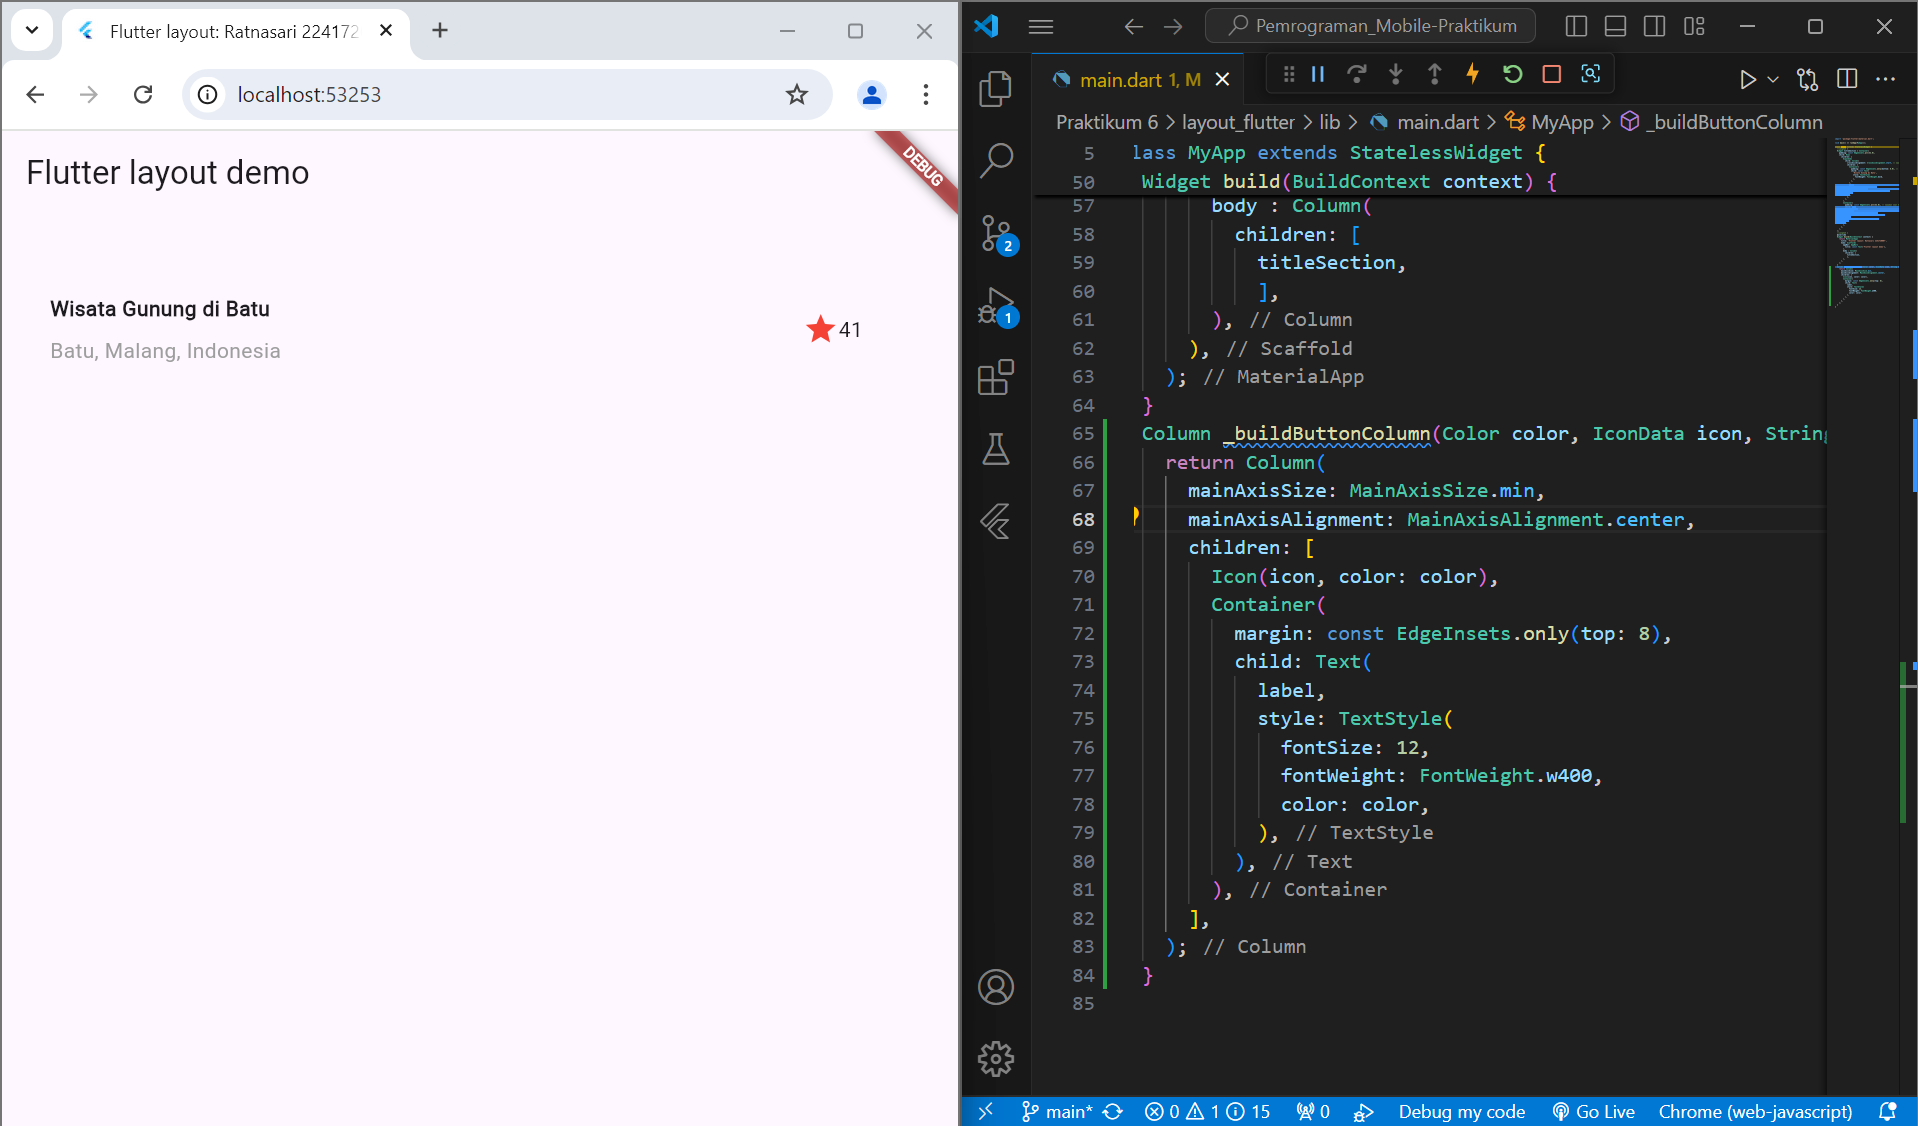 Flutter layout: Ratnasari 224172
localhost:53253
Flutter layout demo
DEBUG
Wisata Gunung di Batu
Batu, Malang, Indonesia
41
Pemrograman_Mobile-Praktikum
main.dart 1, M
Praktikum 6 > layout_flutter > lib > main.dart > MyApp > _buildButtonColumn
5 lass MyApp extends StatelessWidget {
50 Widget build(BuildContext context) {
57 body : Column(
58 children: [
59 titleSection,
60 ],
61 ), // Column
62 ), // Scaffold
63 ); // MaterialApp
64 }
65 Column _buildButtonColumn(Color color, IconData icon, String
66 return Column(
67 mainAxisSize: MainAxisSize.min,
68 mainAxisAlignment: MainAxisAlignment.center,
69 children: [
70 Icon(icon, color: color),
71 Container(
72 margin: const EdgeInsets.only(top: 8),
73 child: Text(
74 label,
75 style: TextStyle(
76 fontSize: 12,
77 fontWeight: FontWeight.w400,
78 color: color,
79 ), // TextStyle
80 ), // Text
81 ), // Container
82 ],
83 ); // Column
84 }
85
2
1
main* 0 1 15 0 Debug my code Go Live Chrome (web-javascript)